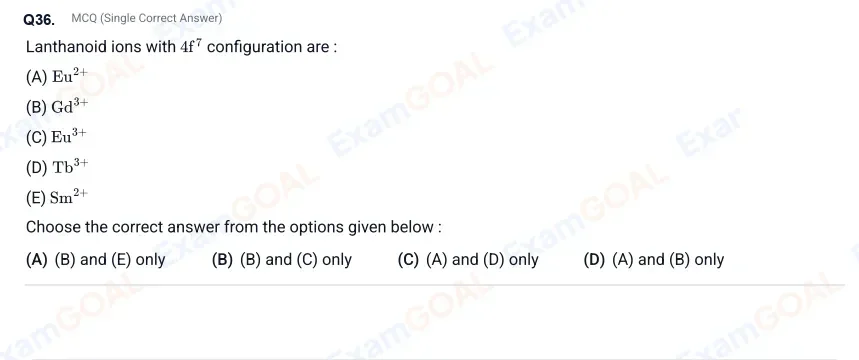 Q36. MCQ (Single Correct Answer)
Lanthanoid ions with 4f⁷ configuration are :
(A) Eu²⁺
(B) Gd³⁺
(C) Eu³⁺
(D) Tb³⁺
(E) Sm²⁺
Choose the correct answer from the options given below :
(A) (B) and (E) only (B) (B) and (C) only (C) (A) and (D) only (D) (A) and (B) only
ExamGOAL